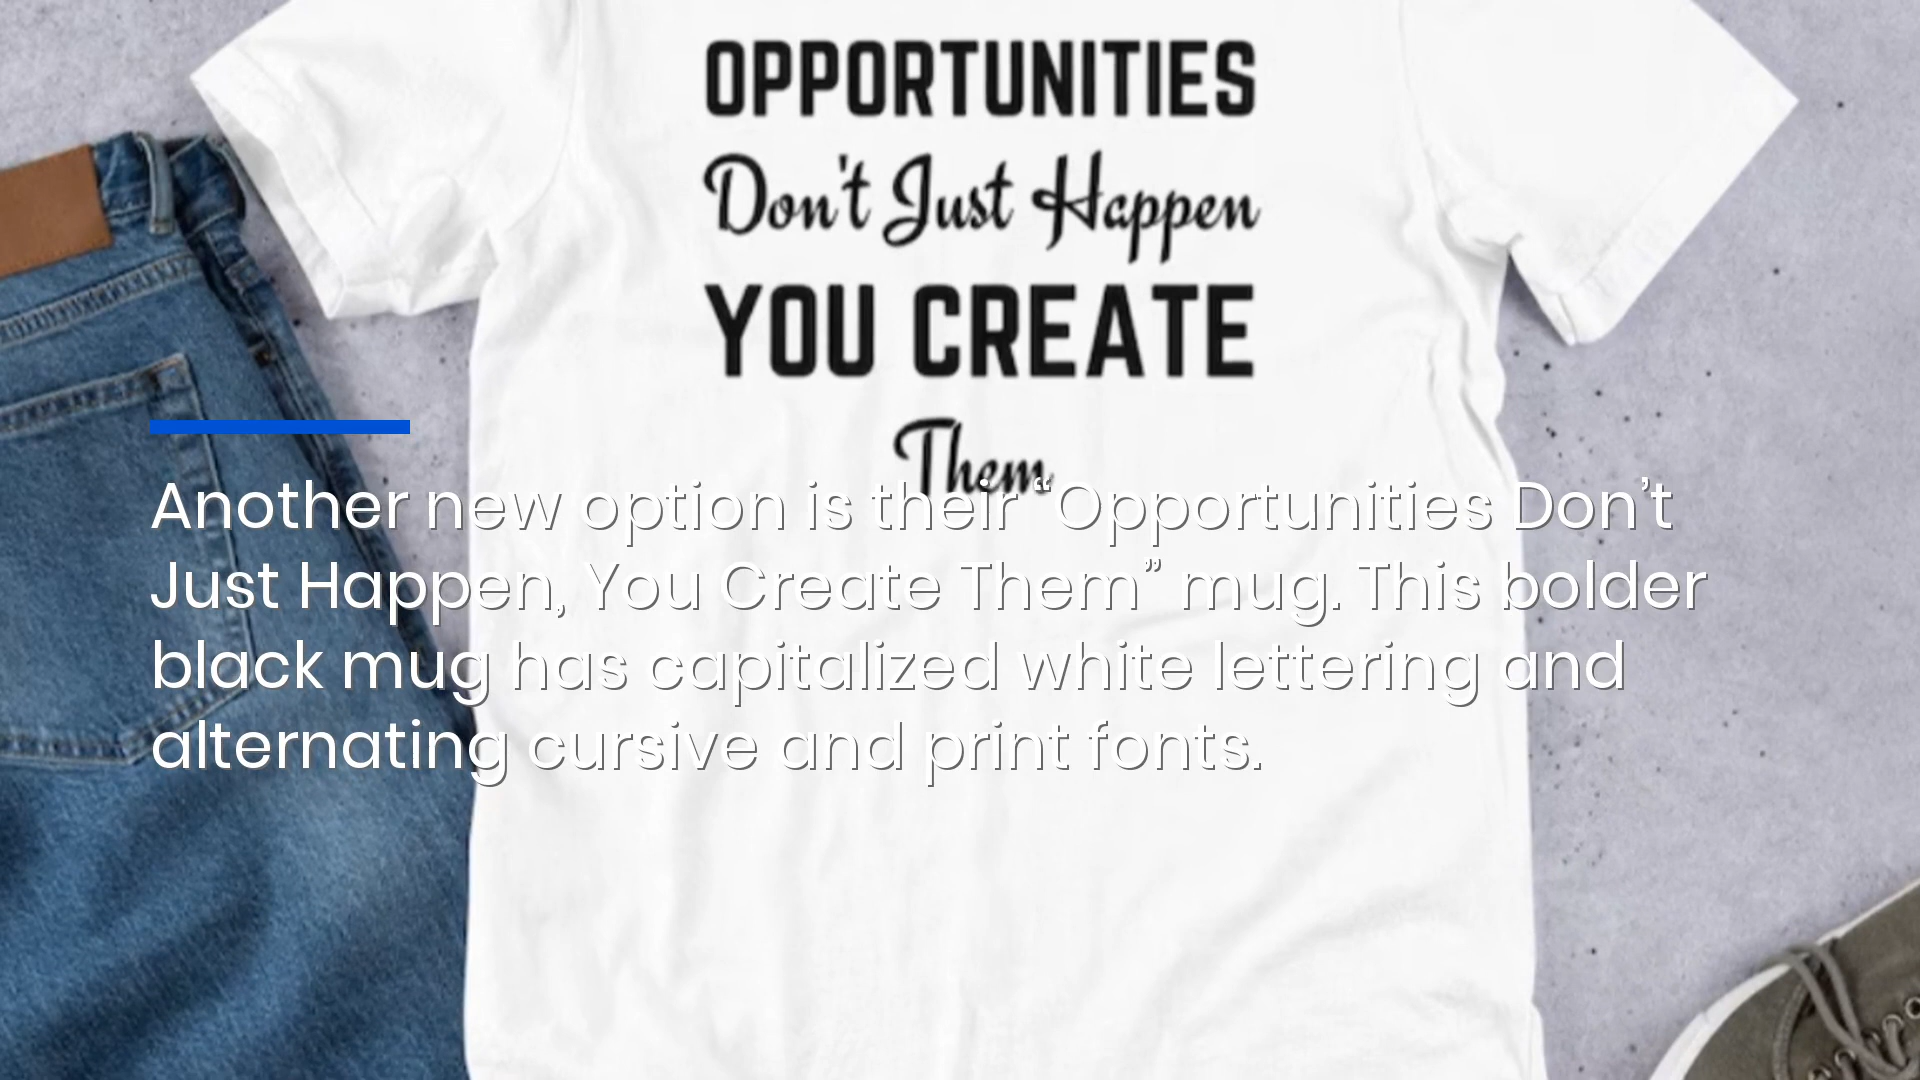 OPPORTUNITIES
Don't Just Happen
YOU CREATE
Them
Another new option is their “Opportunities Don’t
Just Happen, You Create Them” mug. This bolder
black mug has capitalized white lettering and
alternating cursive and print fonts.